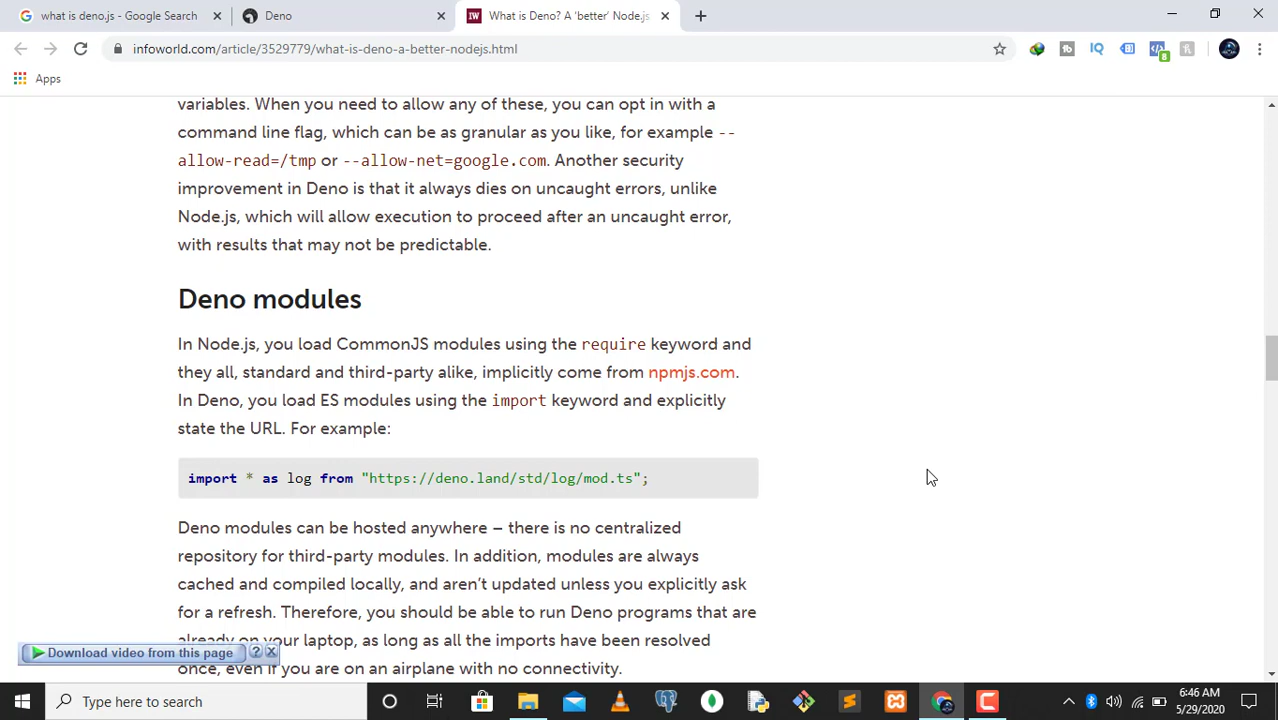 what is deno.js - Google Search
Deno
What is Deno? A 'better' Node.js
infoworld.com/article/3529779/what-is-deno-a-better-nodejs.html
Apps
variables. When you need to allow any of these, you can opt in with a
command line flag, which can be as granular as you like, for example --
allow-read=/tmp or --allow-net=google.com. Another security
improvement in Deno is that it always dies on uncaught errors, unlike
Node.js, which will allow execution to proceed after an uncaught error,
with results that may not be predictable.
Deno modules
In Node.js, you load CommonJS modules using the require keyword and
they all, standard and third-party alike, implicitly come from npmjs.com.
In Deno, you load ES modules using the import keyword and explicitly
state the URL. For example:
import * as log from "https://deno.land/std/log/mod.ts";
Deno modules can be hosted anywhere – there is no centralized
repository for third-party modules. In addition, modules are always
cached and compiled locally, and aren't updated unless you explicitly ask
for a refresh. Therefore, you should be able to run Deno programs that are
already on your laptop, as long as all the imports have been resolved
Download video from this page ?
once, even if you are on an airplane with no connectivity.
Type here to search
6:46 AM
5/29/2020